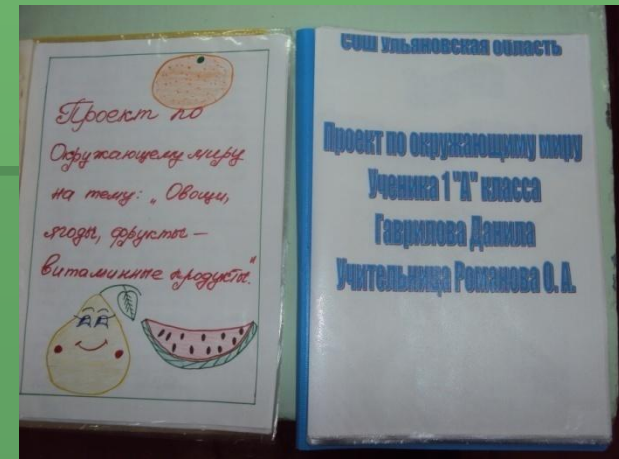 Проект по
Окружающему миру
на тему: „Овощи,
ягоды, фрукты –
витаминные продукты".
СОШ Ульяновская область
Проект по окружающиму миру
Ученика 1 "А" класса
Гаврилова Данила
Учительница Романова О. А.